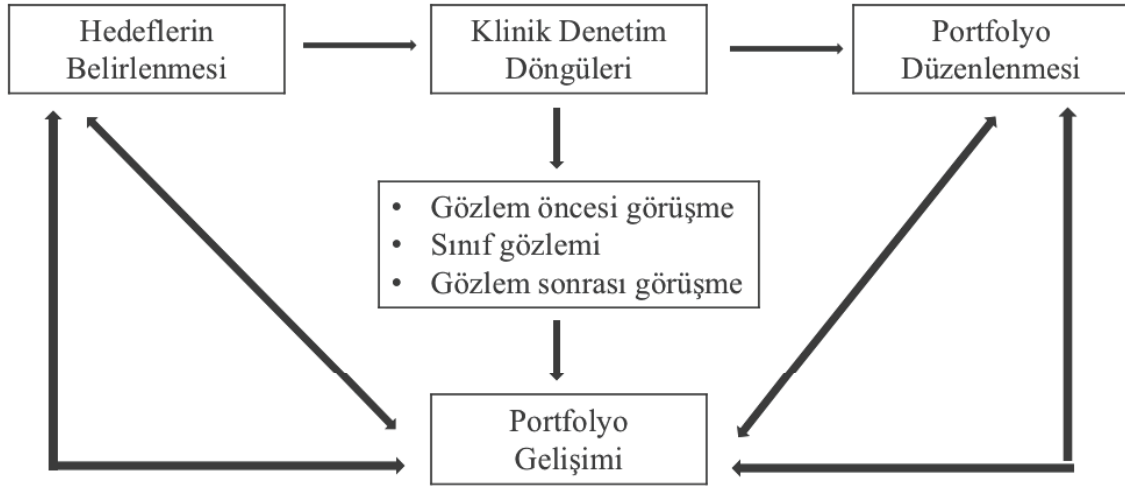 Hedeflerin
Belirlenmesi
Klinik Denetim
Döngüleri
Portfolyo
Düzenlenmesi
• Gözlem öncesi görüşme
• Sınıf gözlemi
• Gözlem sonrası görüşme
Portfolyo
Gelişimi